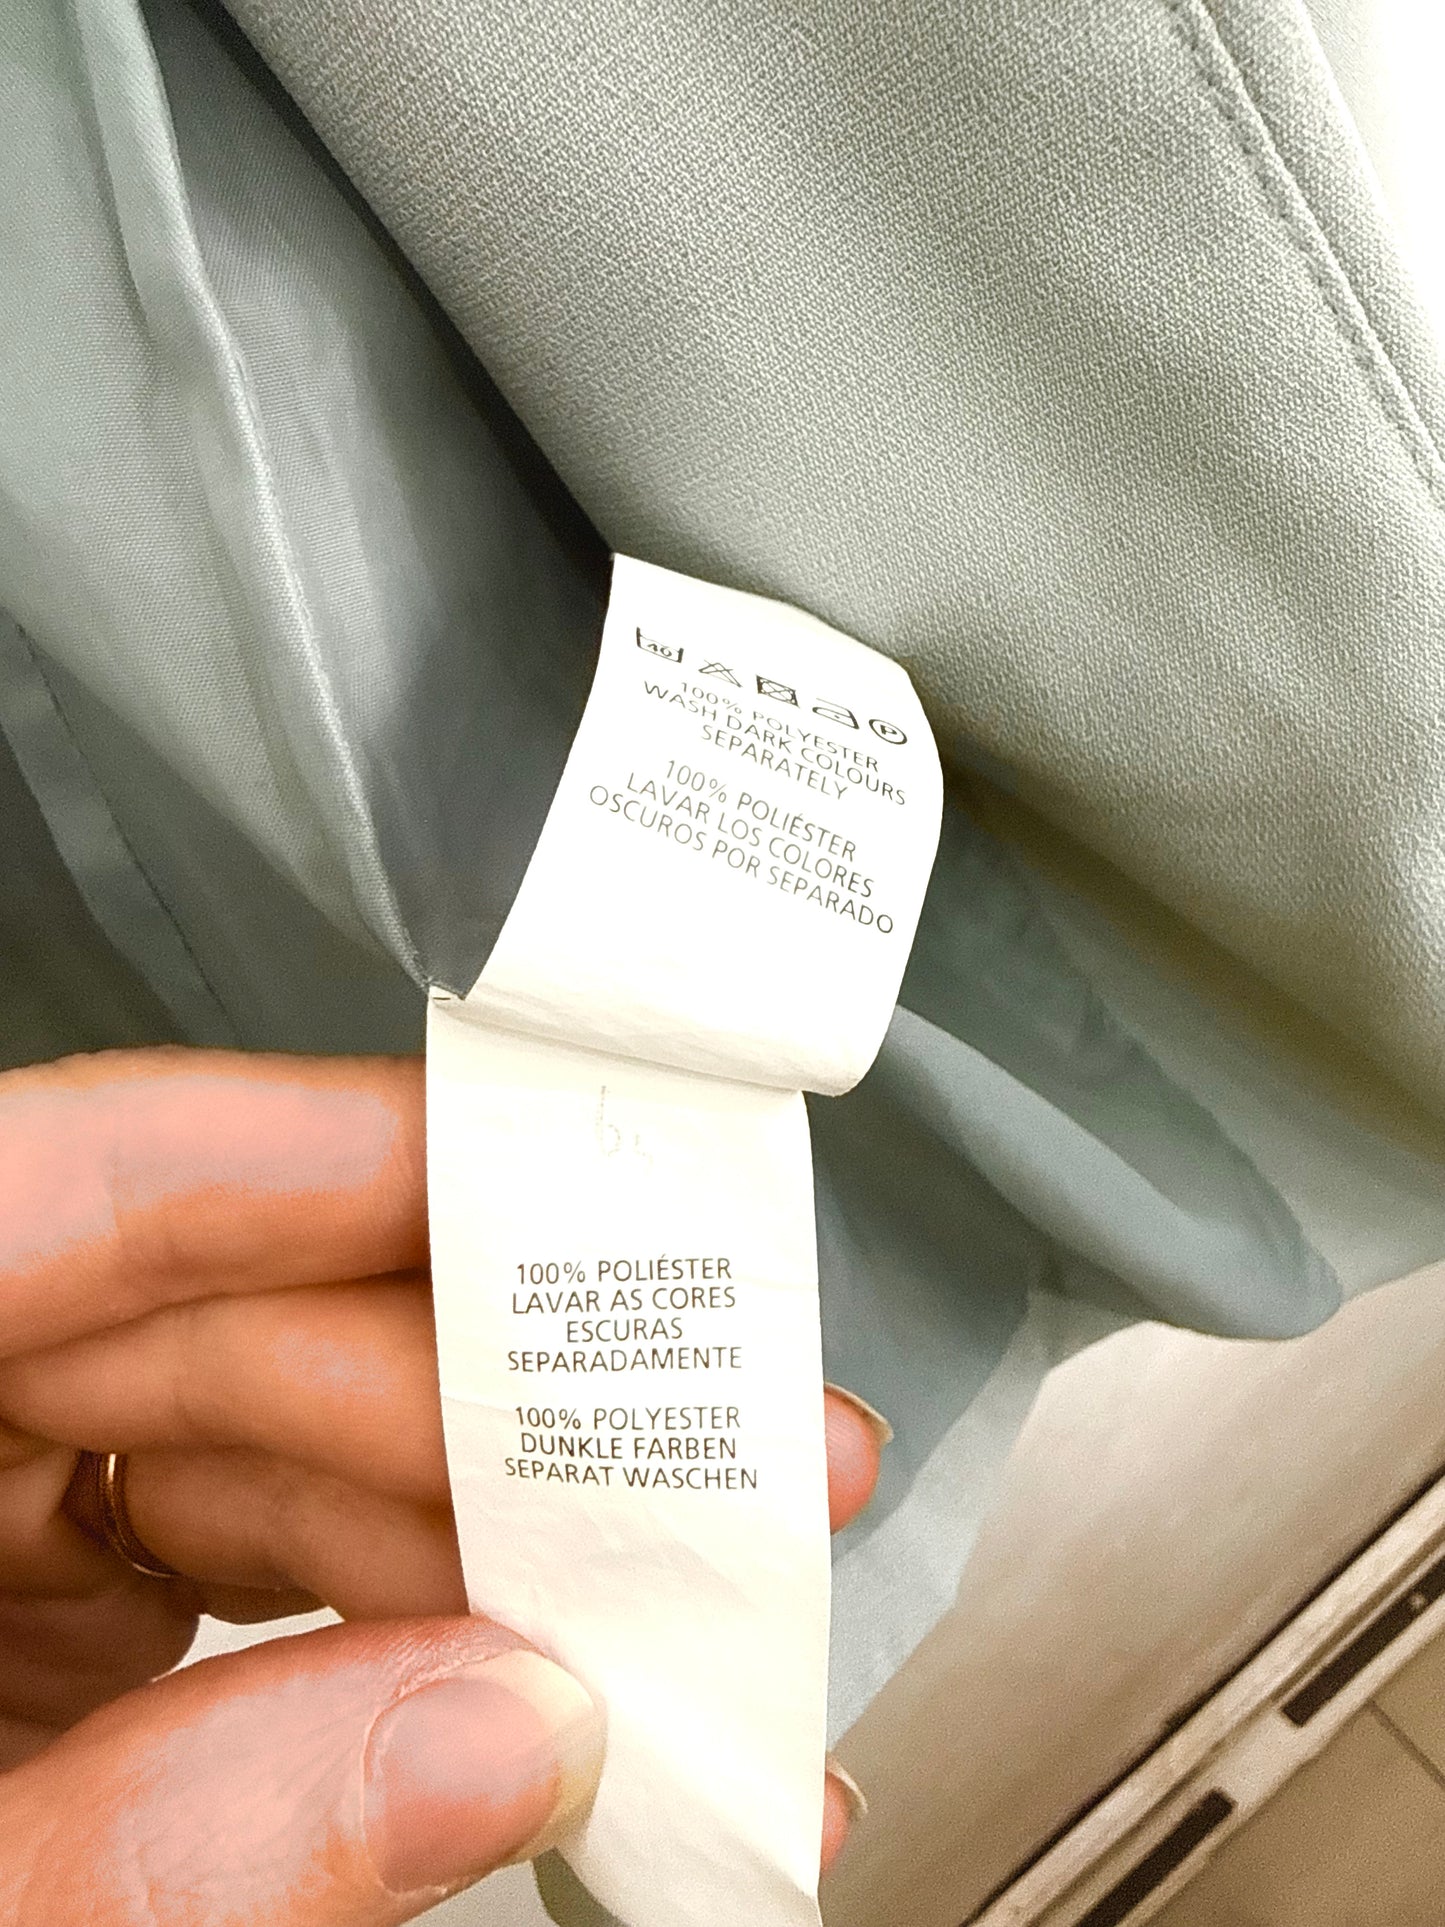 40
P
100% POLYESTER
WASH DARK COLOURS
SEPARATELY
100% POLIÉSTER
LAVAR LOS COLORES
OSCUROS POR SEPARADO
100% POLIÉSTER
LAVAR AS CORES
ESCURAS
SEPARADAMENTE
100% POLYESTER
DUNKLE FARBEN
SEPARAT WASCHEN